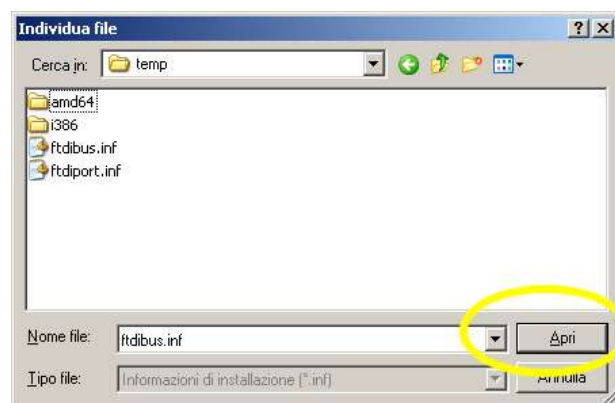 Individua file
Cerca in: temp
amd64
i386
ftdibus.inf
ftdiport.inf
Nome file: ftdibus.inf Apri
Tipo file: Informazioni di installazione (*.inf) Annulla